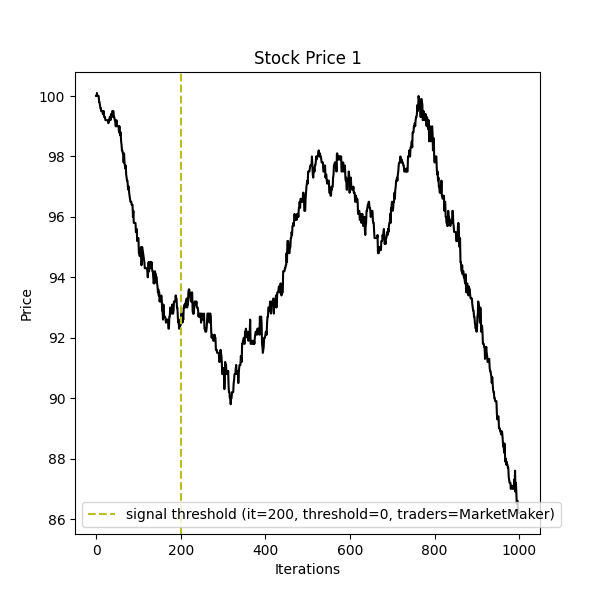 Stock Price 1
Price
100
98
96
94
92
90
88
86
signal threshold (it=200, threshold=0, traders=MarketMaker)
0 200 400 600 800 1000
Iterations